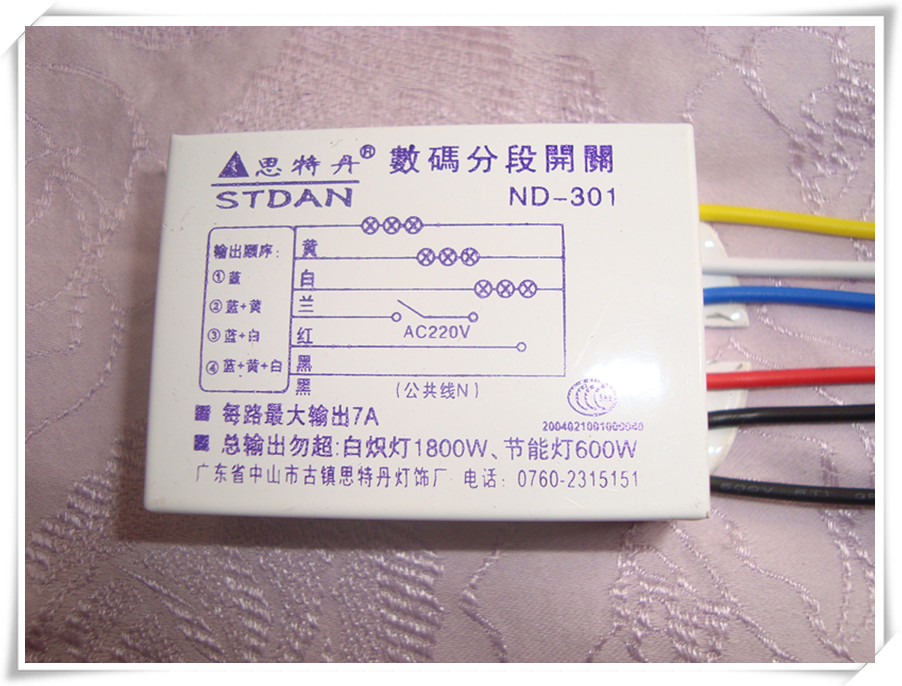 思特丹® 數碼分段開關
STDAN ND-301
输出顺序:
①蓝
②蓝+黄
③蓝+白
④蓝+黄+白
黄
白
兰
红
黑
黑
AC220V
(公共线N)
每路最大输出7A
2004021001000040
总输出勿超:白炽灯1800W、节能灯600W
广东省中山市古镇思特丹灯饰厂 电话: 0760-2315151